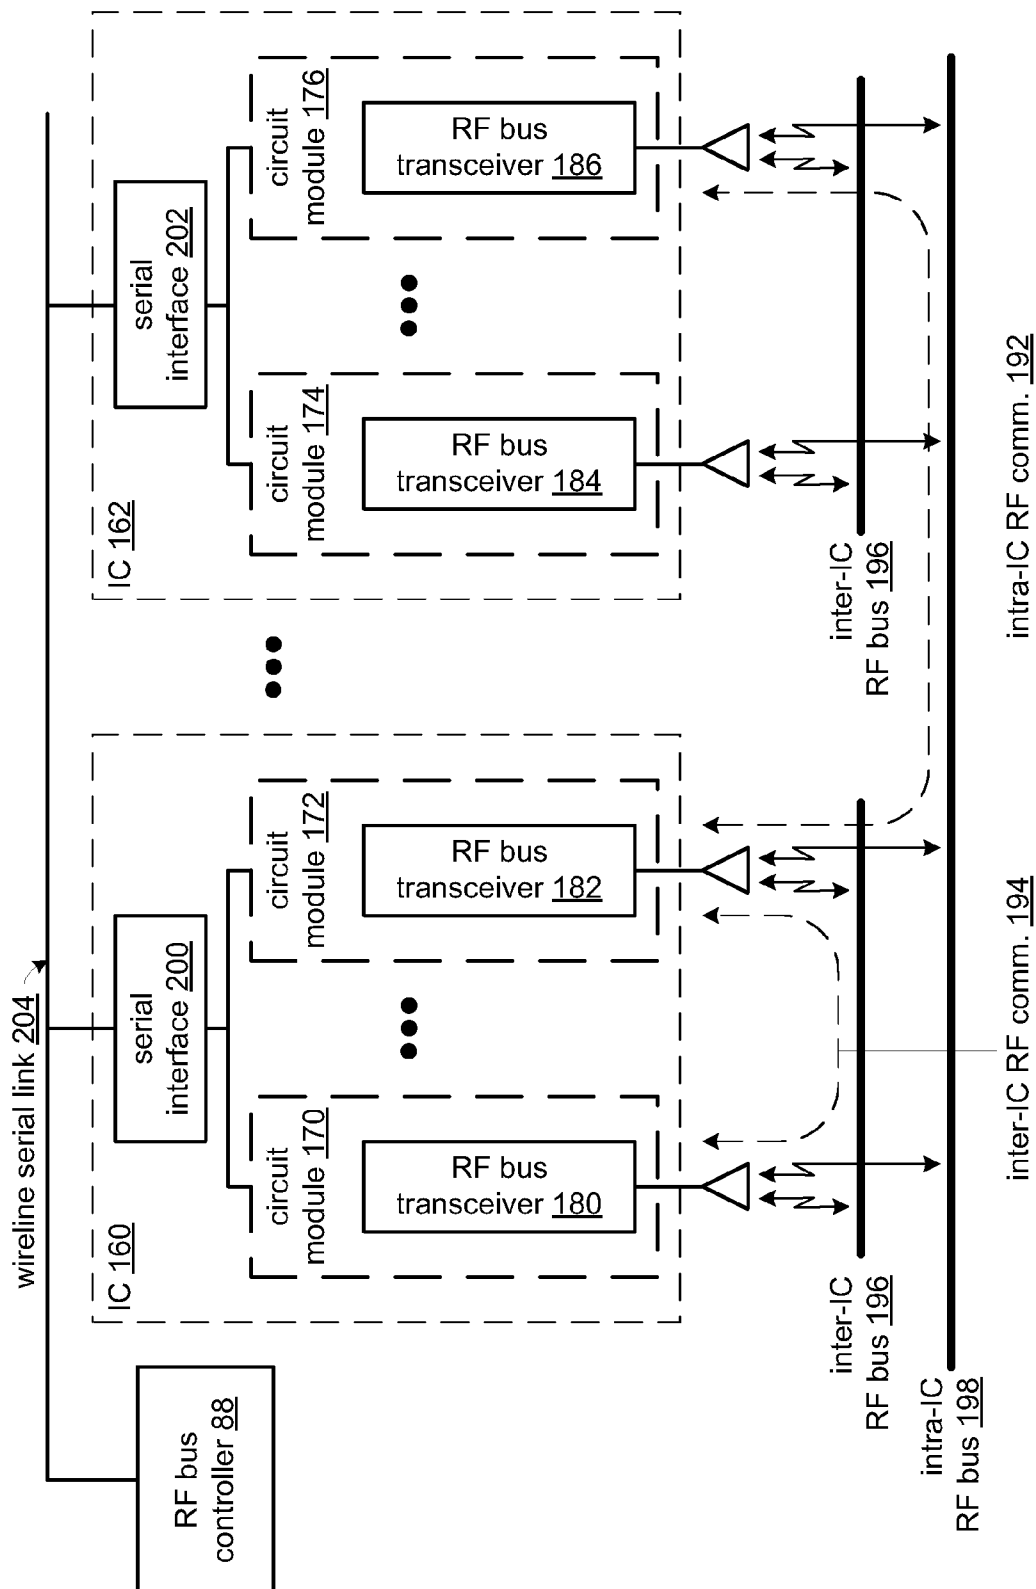 wireline serial link 204
RF bus
controller 88
IC 160
serial
interface 200
circuit
module 170
RF bus
transceiver 180
circuit
module 172
RF bus
transceiver 182
IC 162
serial
interface 202
circuit
module 174
RF bus
transceiver 184
circuit
module 176
RF bus
transceiver 186
inter-IC
RF bus 196
inter-IC
RF bus 196
intra-IC
RF bus 198
inter-IC RF comm. 194
intra-IC RF comm. 192